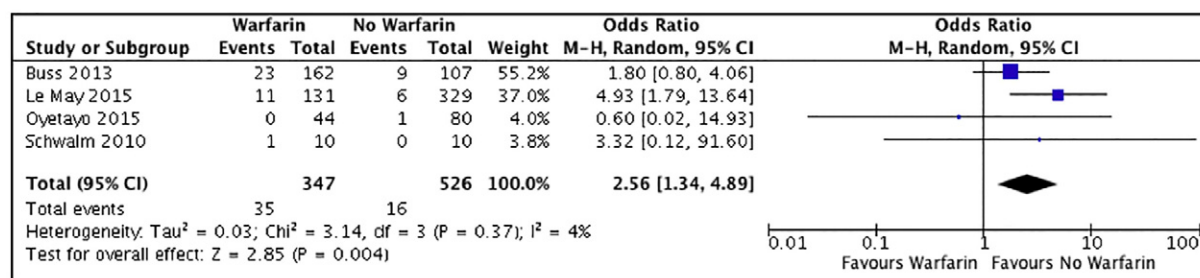 Warfarin No Warfarin Odds Ratio Odds Ratio
Study or Subgroup Events Total Events Total Weight M-H, Random, 95% CI M-H, Random, 95% CI
Buss 2013 23 162 9 107 55.2% 1.80 [0.80, 4.06]
Le May 2015 11 131 6 329 37.0% 4.93 [1.79, 13.64]
Oyetayo 2015 0 44 1 80 4.0% 0.60 [0.02, 14.93]
Schwalm 2010 1 10 0 10 3.8% 3.32 [0.12, 91.60]
Total (95% CI) 347 526 100.0% 2.56 [1.34, 4.89]
Total events 35 16
Heterogeneity: Tau² = 0.03; Chi² = 3.14, df = 3 (P = 0.37); I² = 4%
Test for overall effect: Z = 2.85 (P = 0.004)
0.01 0.1 1 10 100
Favours Warfarin Favours No Warfarin